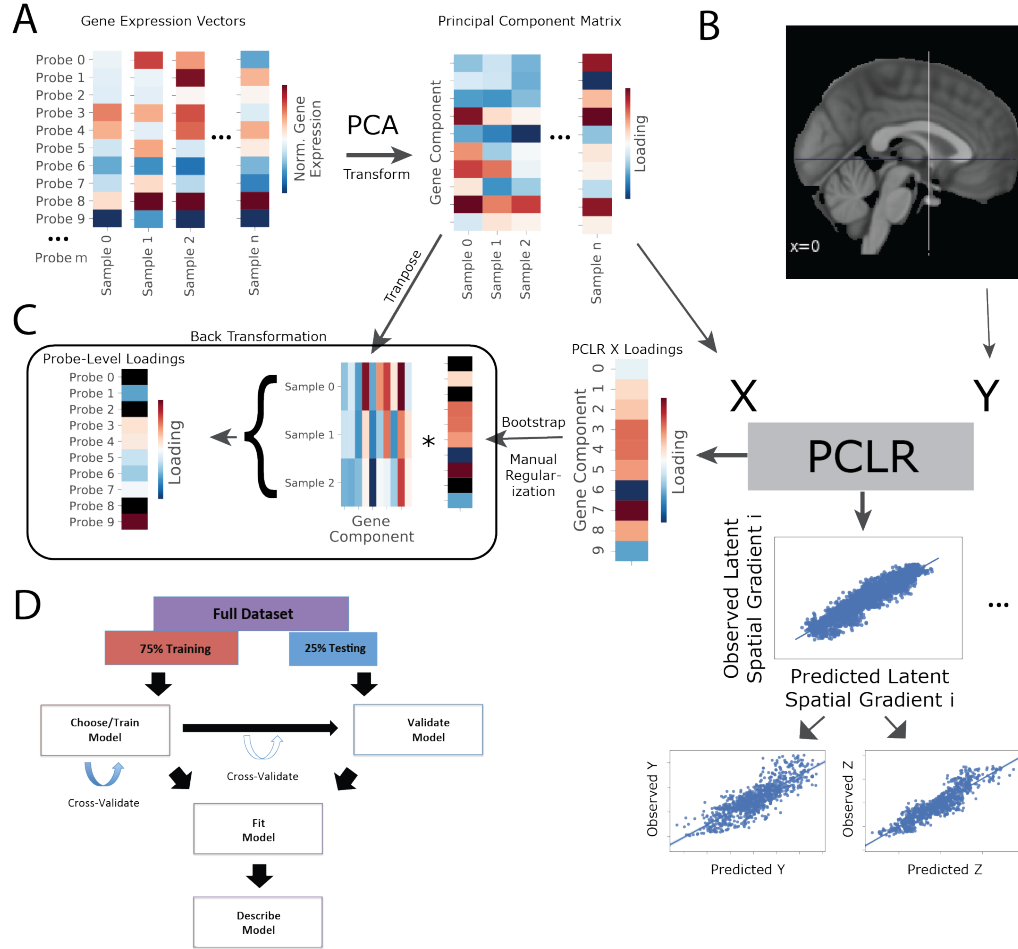 A
Gene Expression Vectors
Probe 0
Probe 1
Probe 2
Probe 3
Probe 4
Probe 5
Probe 6
Probe 7
Probe 8
Probe 9
•••
Probe m
Sample 0
Sample 1
Sample 2
•••
Sample n
Norm. Gene
Expression
PCA
Transform
Principal Component Matrix
Gene Component
Sample 0
Sample 1
Sample 2
•••
Sample n
Loading
B
x=0
Tranpose
C
Back Transformation
Probe-Level Loadings
Probe 0
Probe 1
Probe 2
Probe 3
Probe 4
Probe 5
Probe 6
Probe 7
Probe 8
Probe 9
Loading
{
Sample 0
Sample 1
Sample 2
Gene
Component
*
Bootstrap
Manual
Regular-
ization
PCLR X Loadings
Gene Component
0
1
2
3
4
5
6
7
8
9
Loading
X
Y
PCLR
Observed Latent
Spatial Gradient i
•••
Predicted Latent
Spatial Gradient i
Observed Y
Predicted Y
Observed Z
Predicted Z
D
Full Dataset
75% Training
25% Testing
Choose/Train
Model
Validate
Model
Cross-Validate
Cross-Validate
Fit
Model
Describe
Model